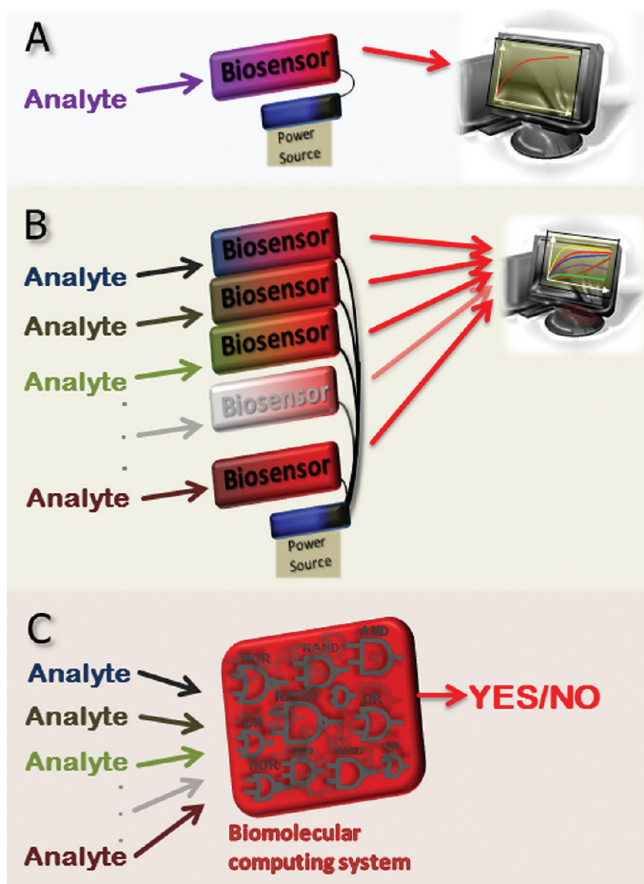 A
Analyte
Biosensor
Power
Source
B
Analyte
Analyte
Analyte
Analyte
Biosensor
Biosensor
Biosensor
Biosensor
Biosensor
Power
Source
C
Analyte
Analyte
Analyte
Analyte
NOR
NAND
AND
NAND
OR
OR
NOR
NAND
YES/NO
Biomolecular
computing system